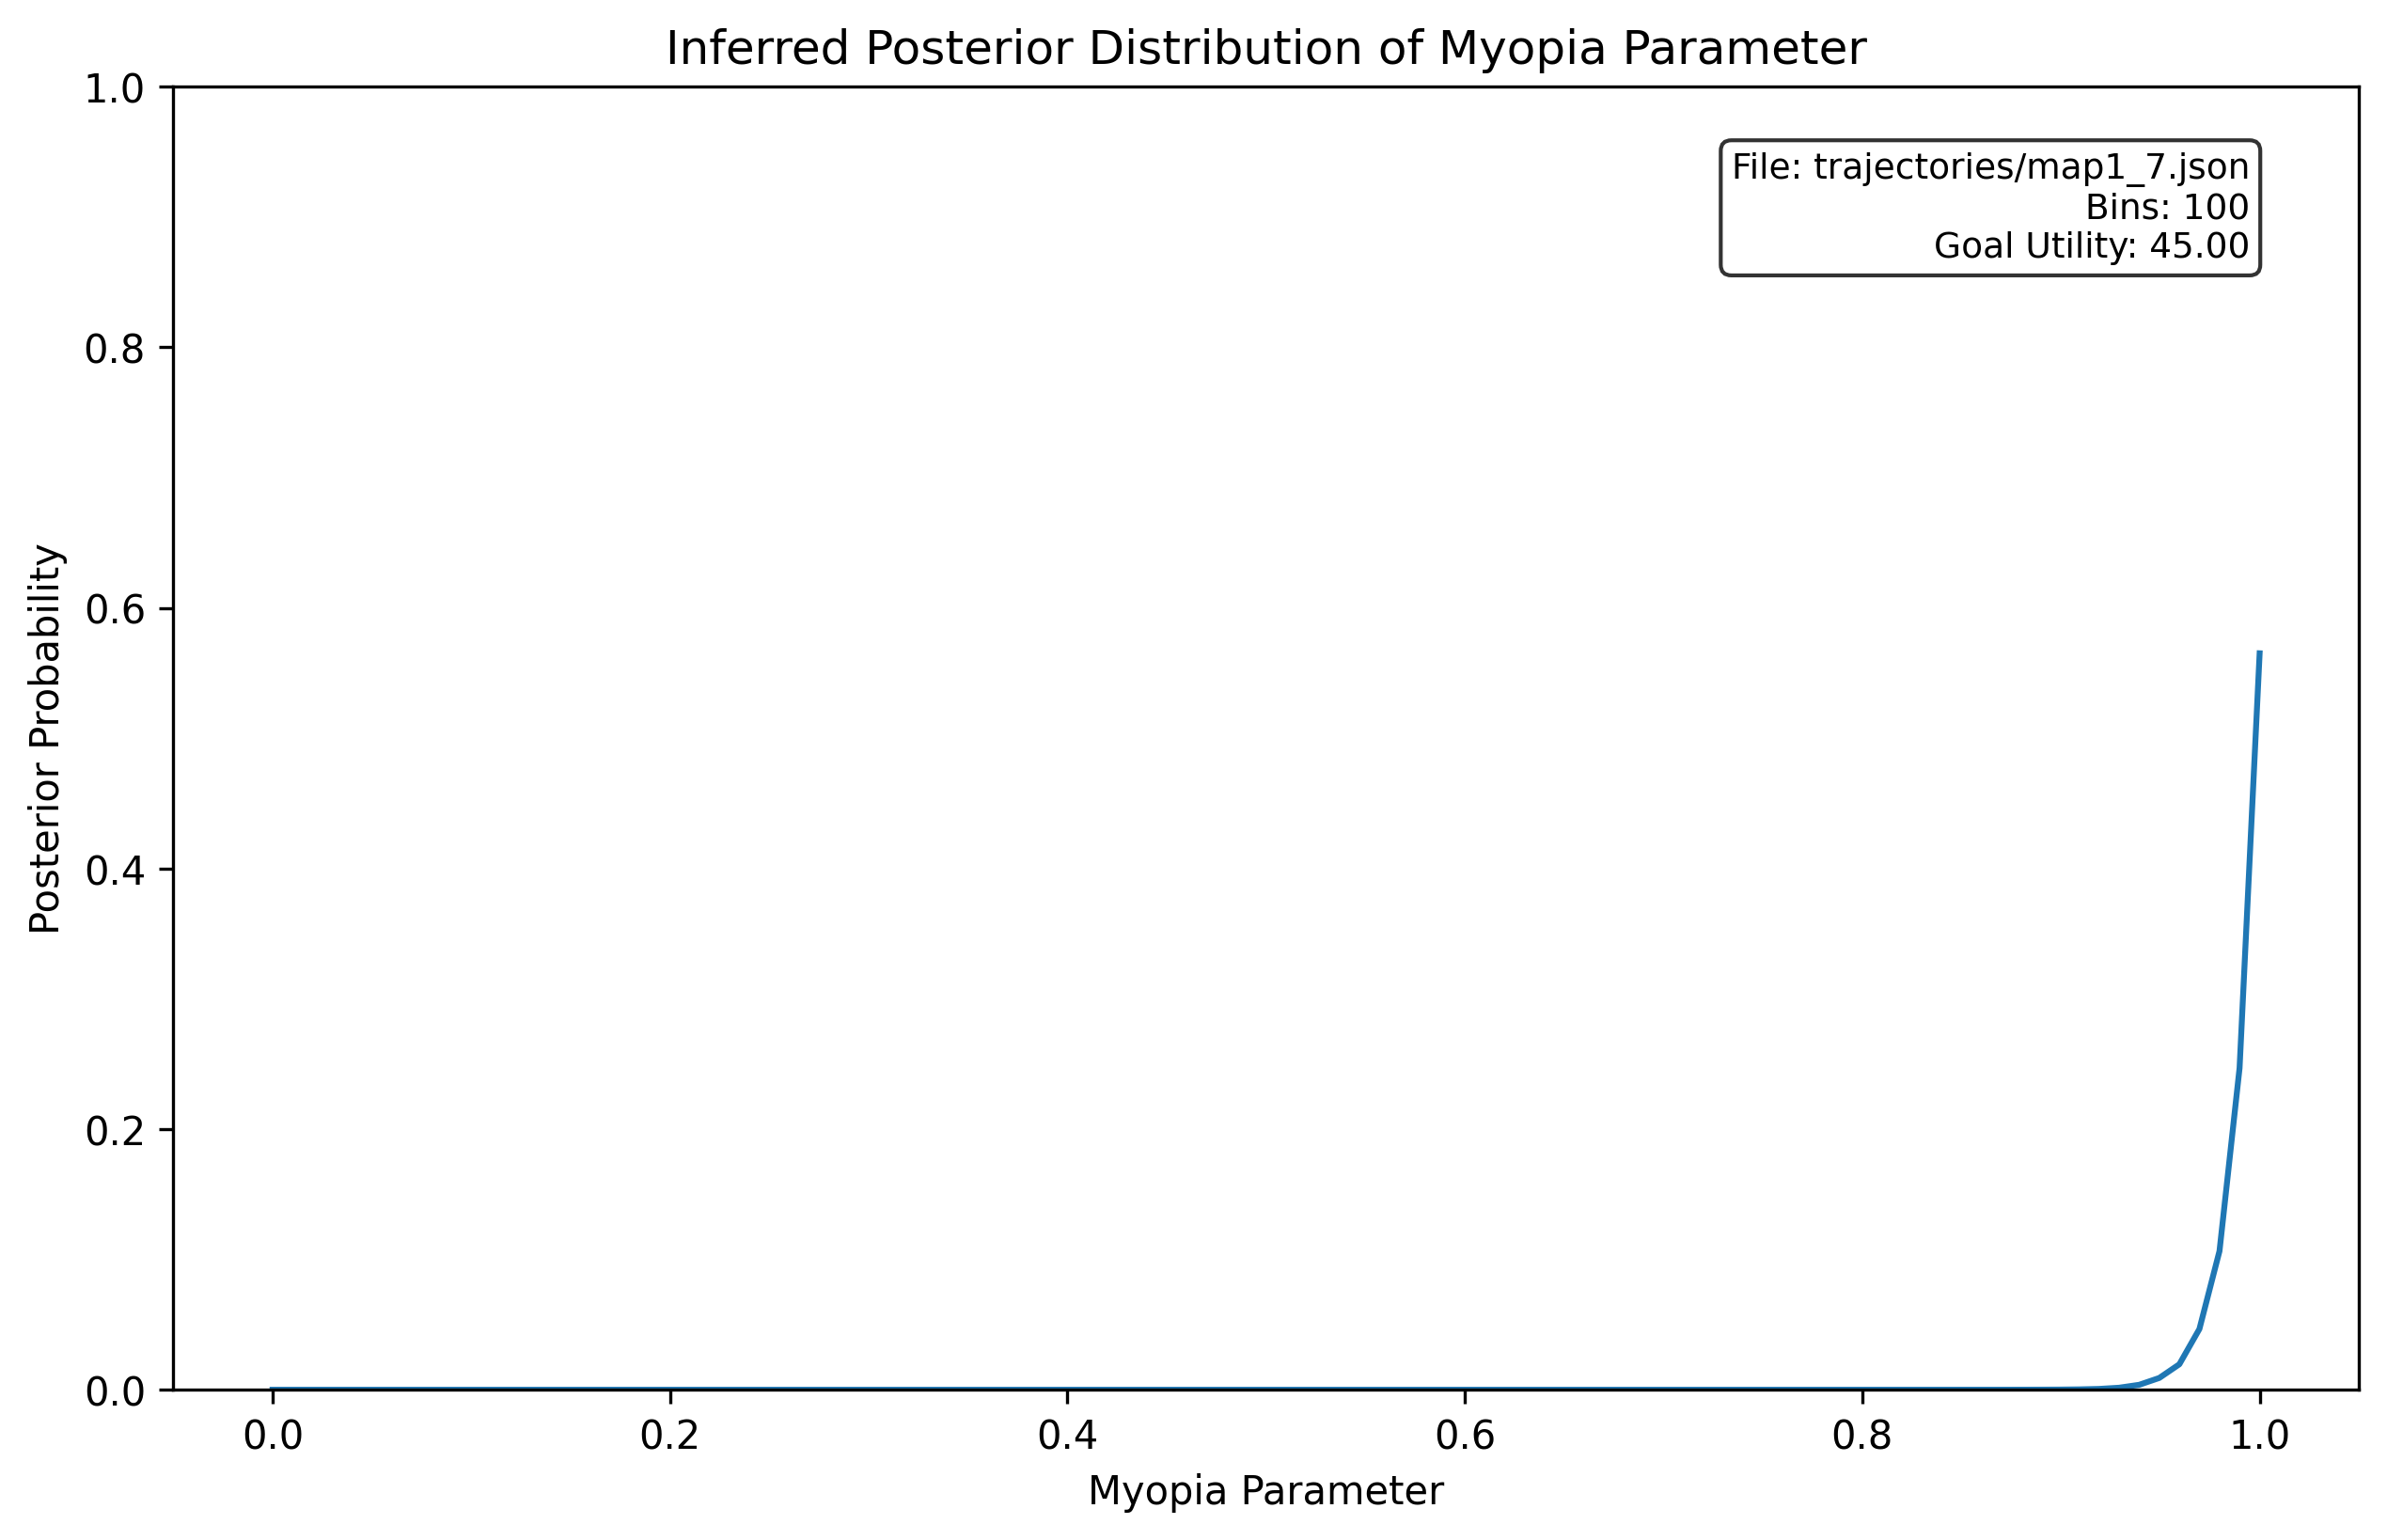 Inferred Posterior Distribution of Myopia Parameter
File: trajectories/map1_7.json
Bins: 100
Goal Utility: 45.00
Posterior Probability
1.0
0.8
0.6
0.4
0.2
0.0
0.0 0.2 0.4 0.6 0.8 1.0
Myopia Parameter